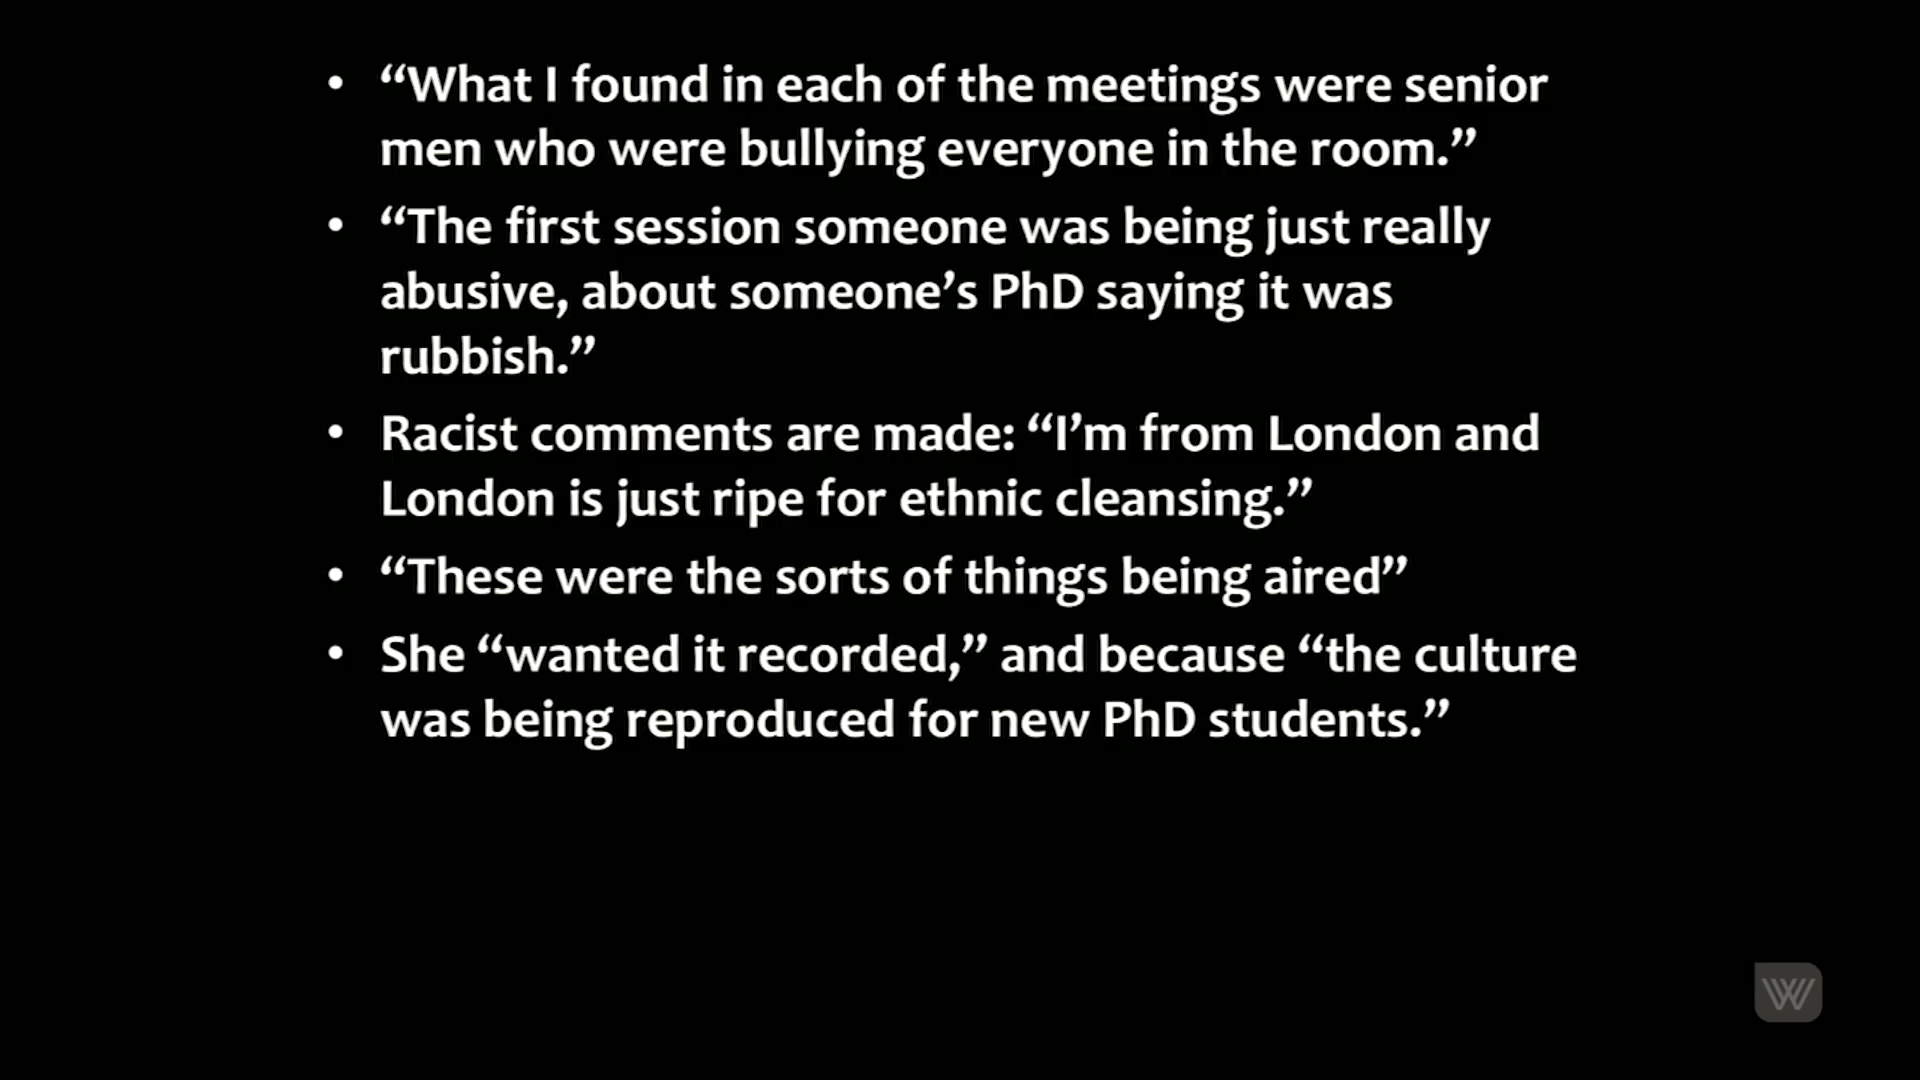 • “What I found in each of the meetings were senior
men who were bullying everyone in the room.”
• “The first session someone was being just really
abusive, about someone’s PhD saying it was
rubbish.”
• Racist comments are made: “I’m from London and
London is just ripe for ethnic cleansing.”
• “These were the sorts of things being aired”
• She “wanted it recorded,” and because “the culture
was being reproduced for new PhD students.”
W